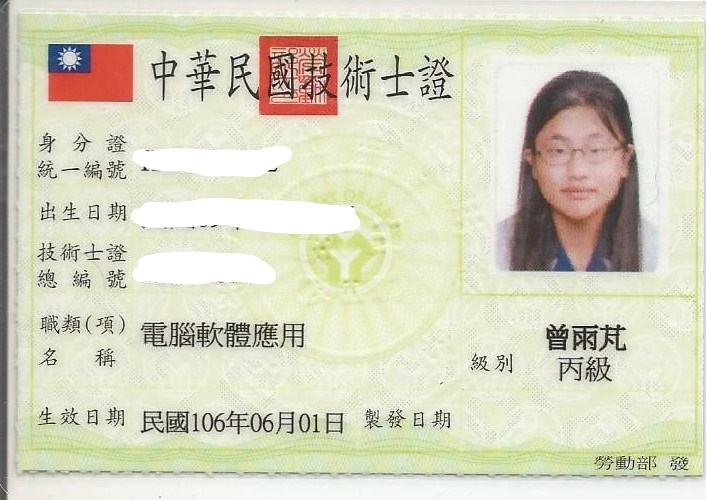 中華民國技術士證
身分證
統一編號
出生日期
技術士證
總編號
職類(項)
名稱
電腦軟體應用
曾雨芃
級別 丙級
生效日期 民國106年06月01日 製發日期
勞動部 發